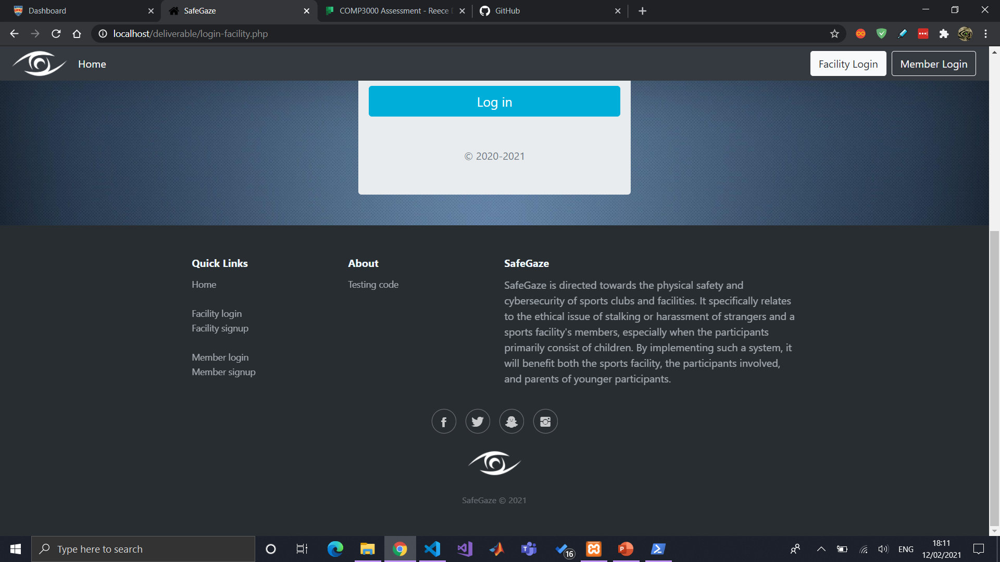 Dashboard
SafeGaze
COMP3000 Assessment - Reece
GitHub
localhost/deliverable/login-facility.php
Home
Facility Login
Member Login
Log in
© 2020-2021
Quick Links
Home
Facility login
Facility signup
Member login
Member signup
About
Testing code
SafeGaze
SafeGaze is directed towards the physical safety and
cybersecurity of sports clubs and facilities. It specifically relates
to the ethical issue of stalking or harassment of strangers and a
sports facility's members, especially when the participants
primarily consist of children. By implementing such a system, it
will benefit both the sports facility, the participants involved,
and parents of younger participants.
SafeGaze © 2021
Type here to search
16
ENG
18:11
12/02/2021